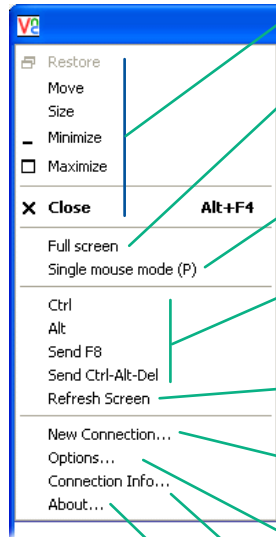 Restore
Move
Size
Minimize
Maximize
Close Alt+F4
Full screen
Single mouse mode (P)
Ctrl
Alt
Send F8
Send Ctrl-Alt-Del
Refresh Screen
New Connection...
Options...
Connection Info...
About...